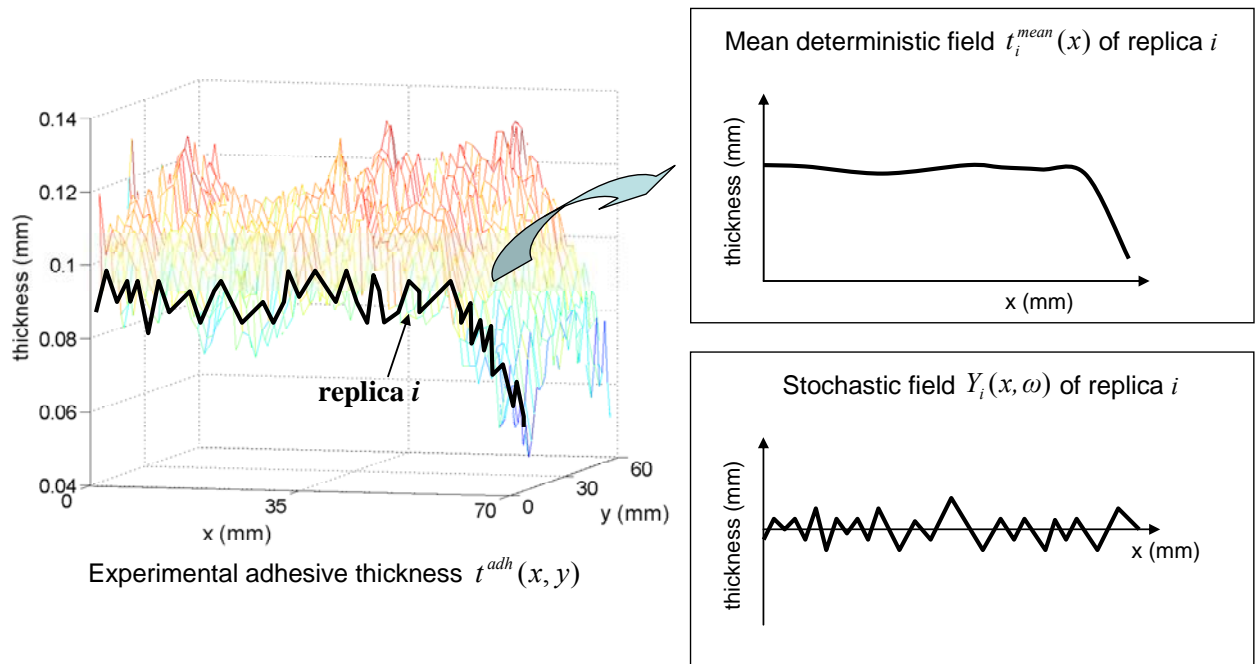 0.14
0.12
0.1
0.08
0.06
0.04
thickness (mm)
replica i
0
35
70
x (mm)
0
30
60
y (mm)
Experimental adhesive thickness t^{adh}(x, y)
Mean deterministic field t_i^{mean}(x) of replica i
thickness (mm)
x (mm)
Stochastic field Y_i(x, ω) of replica i
thickness (mm)
x (mm)